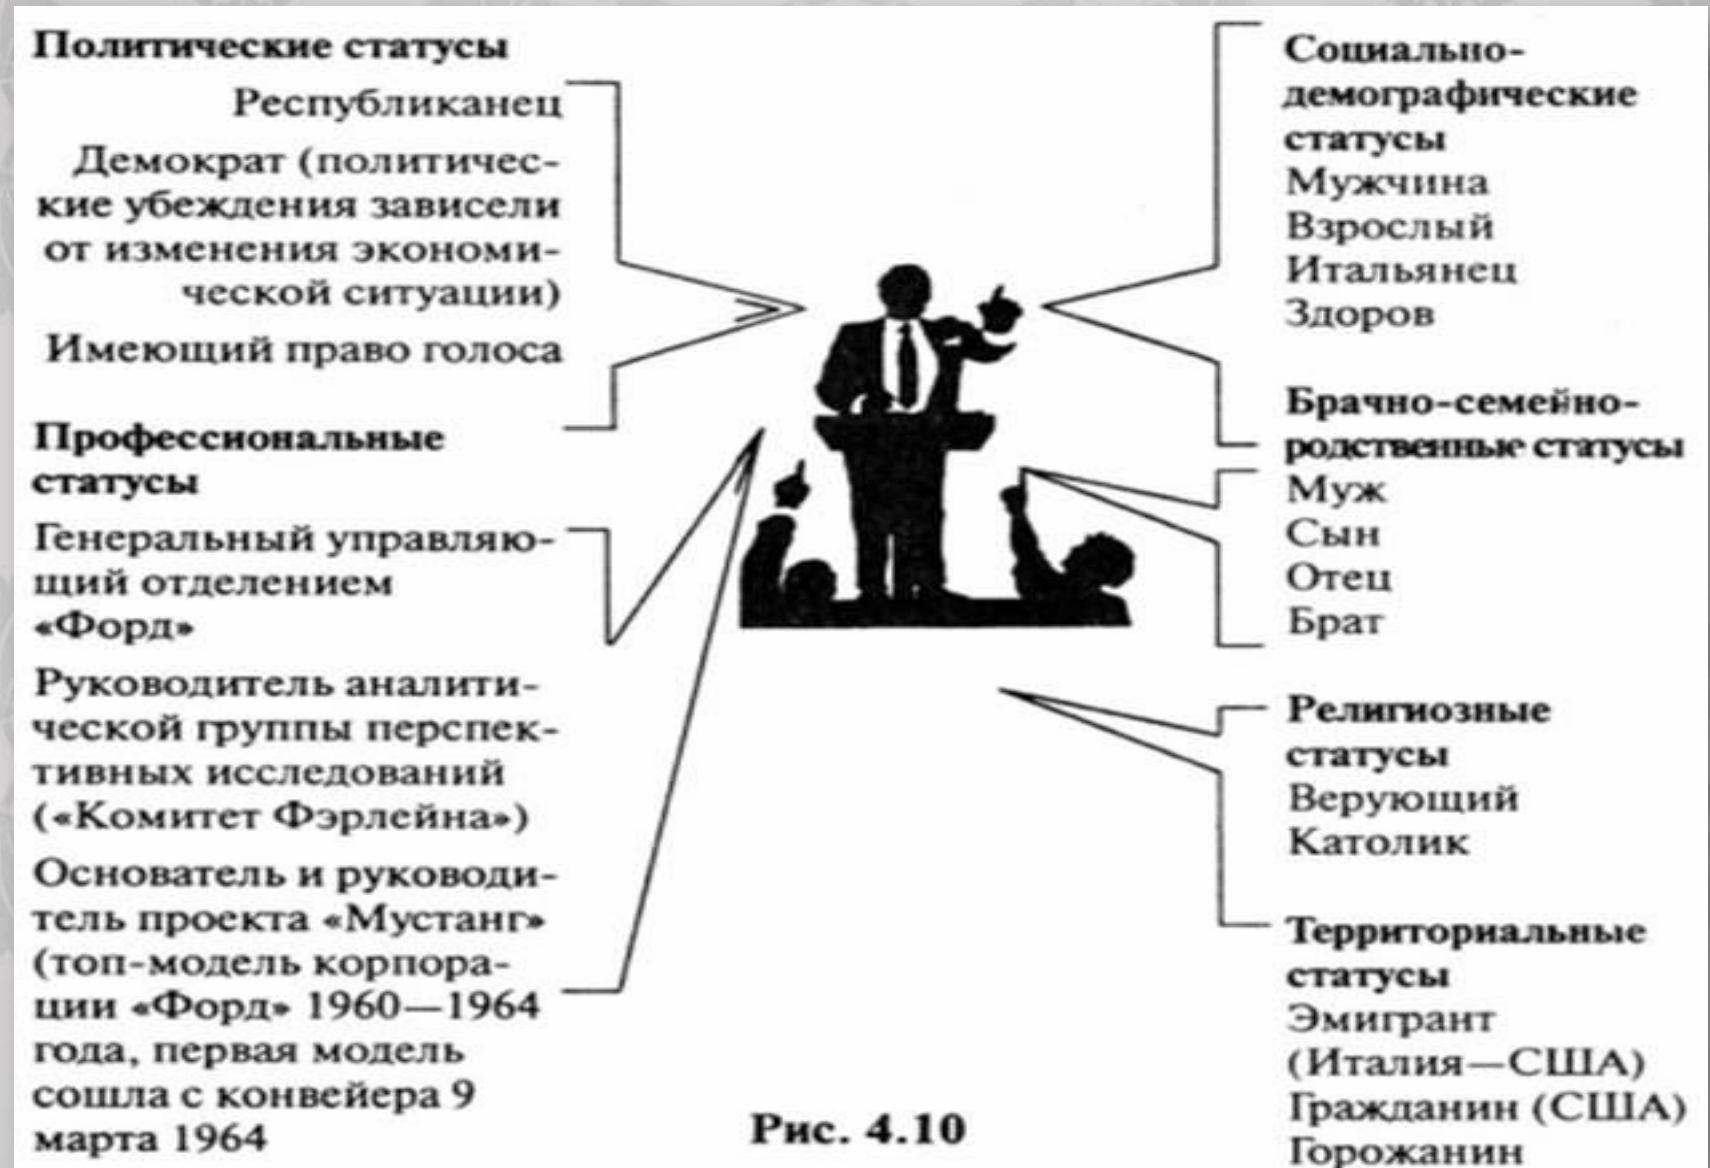 Политические статусы
Республиканец
Демократ (политичес-
кие убеждения зависели
от изменения экономи-
ческой ситуации)
Имеющий право голоса
Профессиональные
статусы
Генеральный управляю-
щий отделением
«Форд»
Руководитель аналити-
ческой группы перспек-
тивных исследований
(«Комитет Фэрлейна»)
Основатель и руководи-
тель проекта «Мустанг»
(топ-модель корпора-
ции «Форд» 1960—1964
года, первая модель
сошла с конвейера 9
марта 1964
Социально-
демографические
статусы
Мужчина
Взрослый
Итальянец
Здоров
Брачно-семейно-
родственные статусы
Муж
Сын
Отец
Брат
Религиозные
статусы
Верующий
Католик
Территориальные
статусы
Эмигрант
(Италия—США)
Гражданин (США)
Горожанин
Рис. 4.10